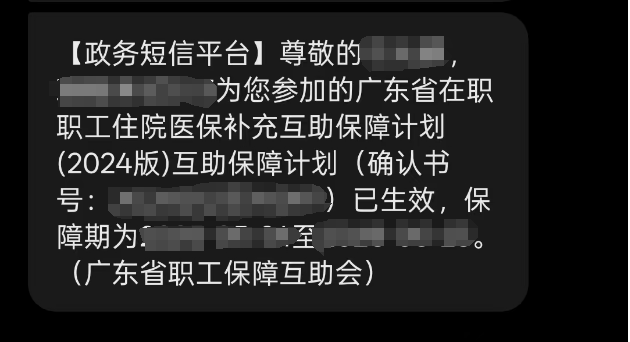 【政务短信平台】尊敬的
，
为您参加的广东省在职
职工住院医保补充互助保障计划
(2024版)互助保障计划（确认书
号：
）已生效，保
障期为
至
。
（广东省职工保障互助会）